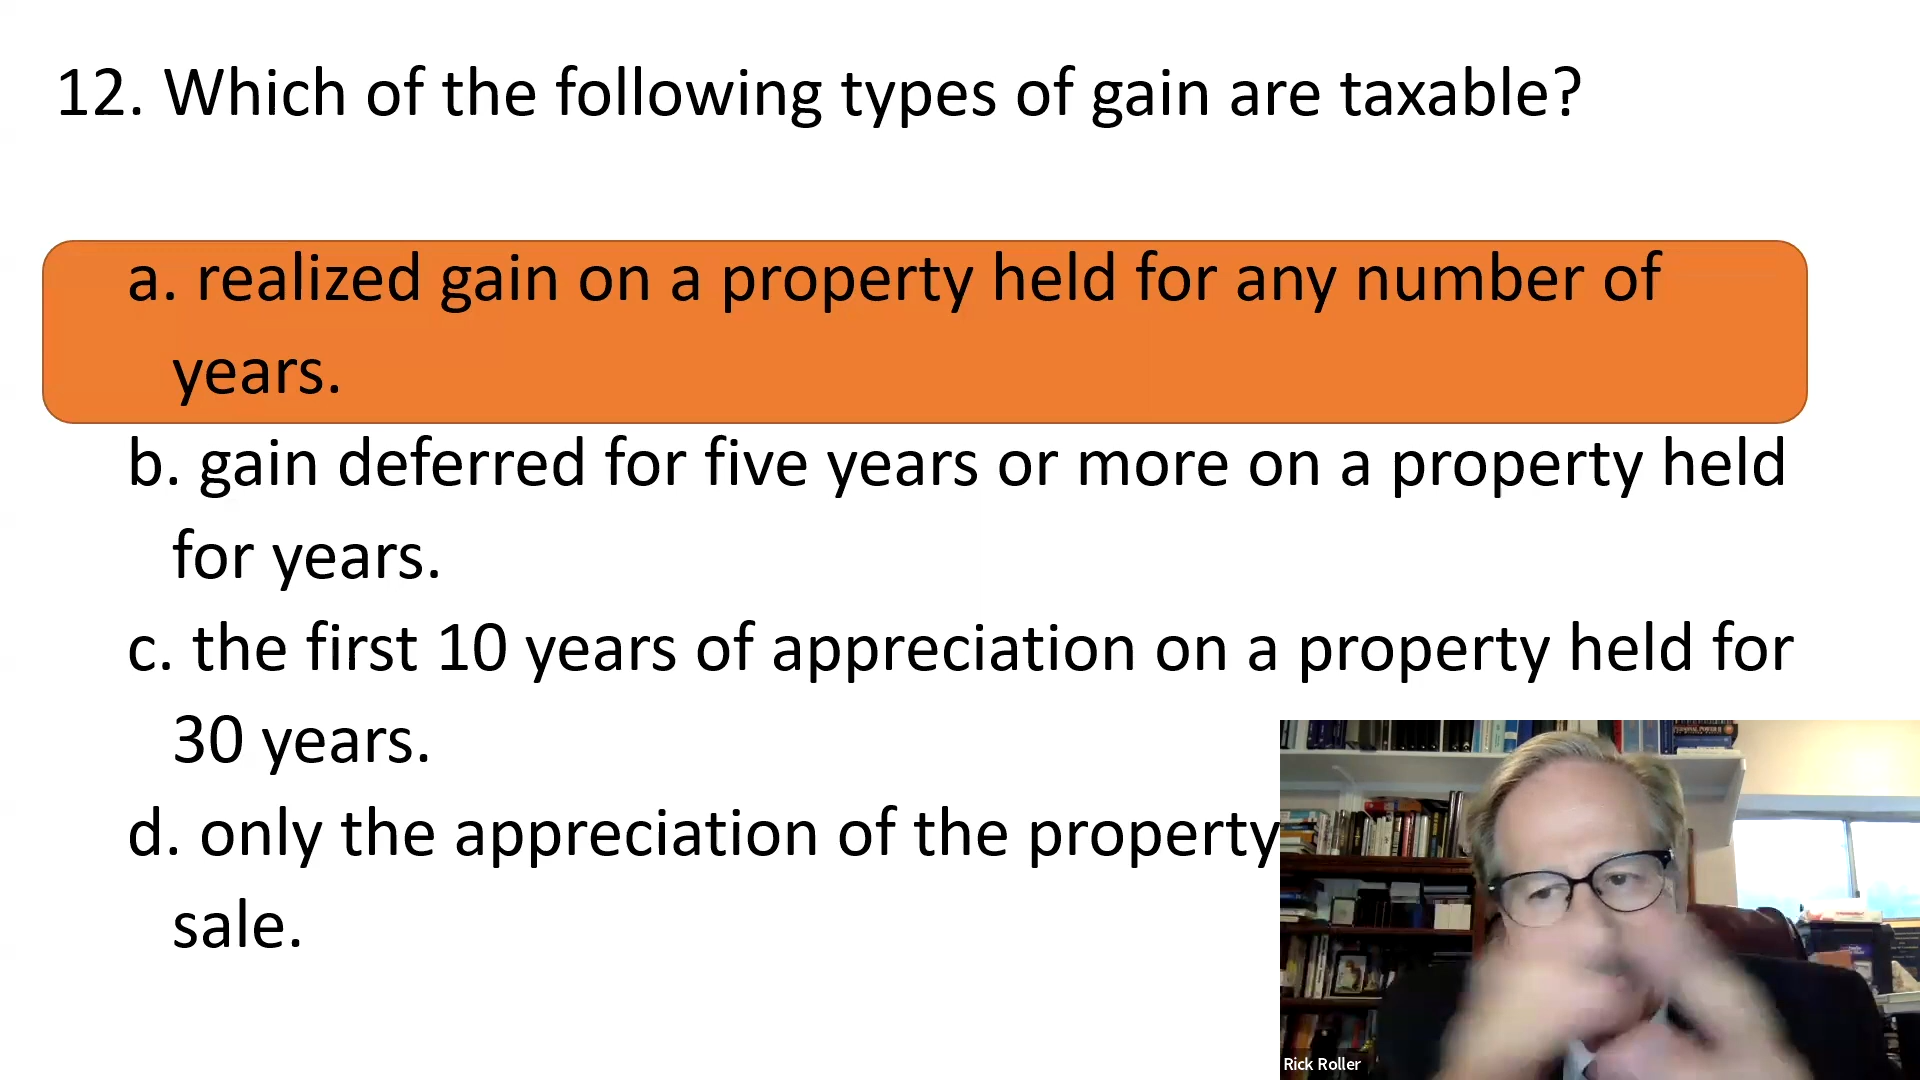 12. Which of the following types of gain are taxable?
a. realized gain on a property held for any number of
years.
b. gain deferred for five years or more on a property held
for years.
c. the first 10 years of appreciation on a property held for
30 years.
d. only the appreciation of the property
sale.
Rick Roller